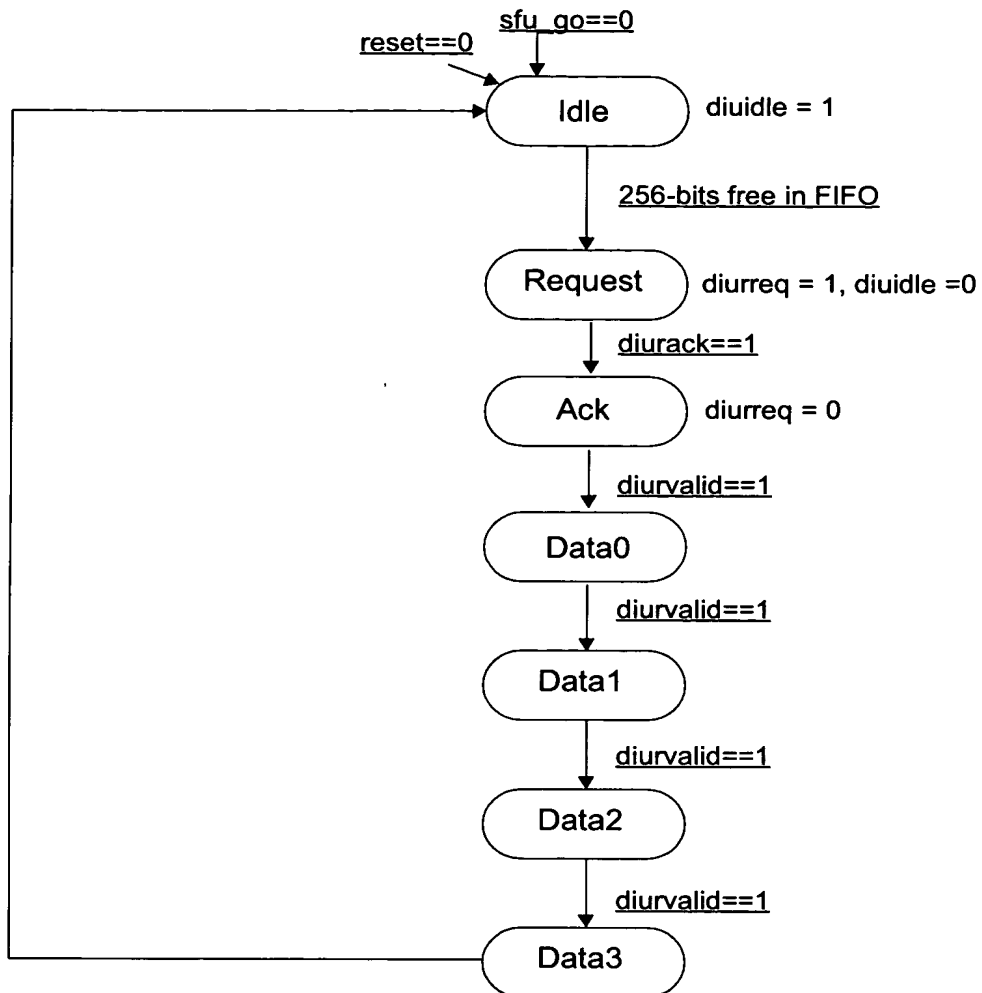 sfu_go==0
reset==0
Idle
diuidle = 1
256-bits free in FIFO
Request
diurreq = 1, diuidle =0
diurack==1
Ack
diurreq = 0
diurvalid==1
Data0
diurvalid==1
Data1
diurvalid==1
Data2
diurvalid==1
Data3